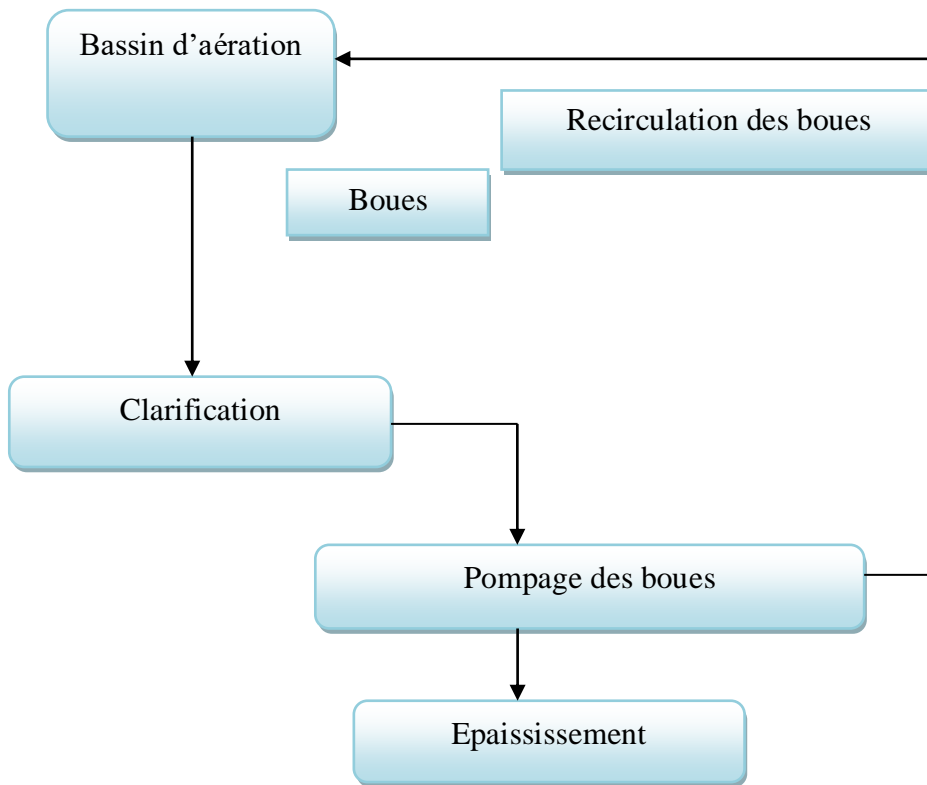 Bassin d’aération
Recirculation des boues
Boues
Clarification
Pompage des boues
Epaississement